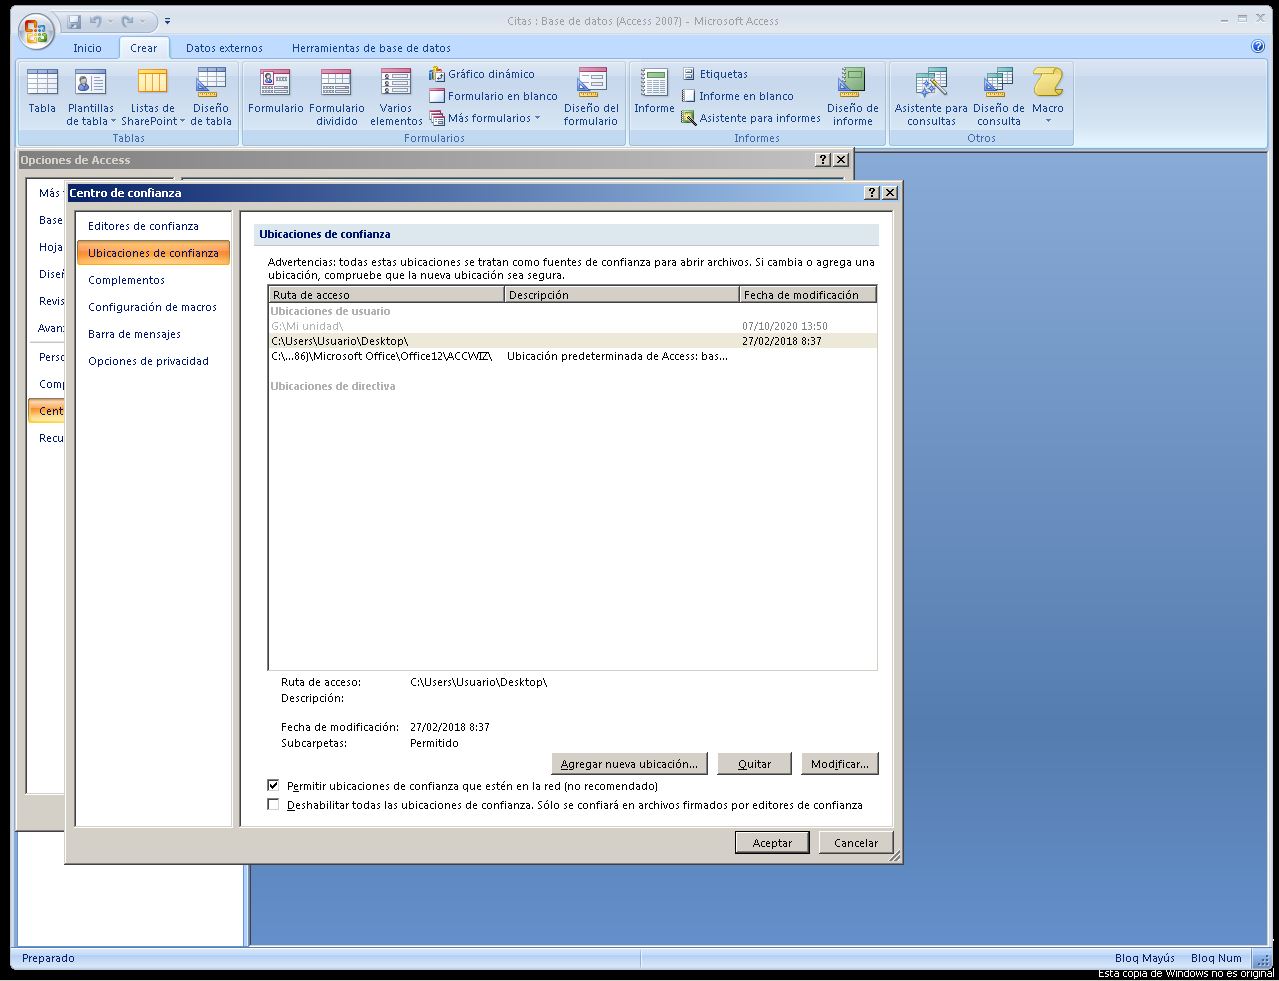 Citas : Base de datos (Access 2007) - Microsoft Access
Inicio Crear Datos externos Herramientas de base de datos
Tabla
Plantillas de tabla
Listas de SharePoint
Diseño de tabla
Tablas
Formulario
Formulario dividido
Varios elementos
Gráfico dinámico
Formulario en blanco
Más formularios
Diseño del formulario
Formularios
Informe
Etiquetas
Informe en blanco
Asistente para informes
Diseño de informe
Informes
Asistente para consultas
Diseño de consulta
Macro
Otros
Opciones de Access
Más
Base
Hoja
Diseñ
Revis
Avan
Perso
Comp
Cent
Recu
Centro de confianza
Editores de confianza
Ubicaciones de confianza
Complementos
Configuración de macros
Barra de mensajes
Opciones de privacidad
Ubicaciones de confianza
Advertencias: todas estas ubicaciones se tratan como fuentes de confianza para abrir archivos. Si cambia o agrega una
ubicación, compruebe que la nueva ubicación sea segura.
Ruta de acceso Descripción Fecha de modificación
Ubicaciones de usuario
G:\Mi unidad\ 07/10/2020 13:50
C:\Users\Usuario\Desktop\ 27/02/2018 8:37
C:\...86)\Microsoft Office\Office12\ACCWIZ\ Ubicación predeterminada de Access: bas...
Ubicaciones de directiva
Ruta de acceso: C:\Users\Usuario\Desktop\
Descripción:
Fecha de modificación: 27/02/2018 8:37
Subcarpetas: Permitido
Agregar nueva ubicación... Quitar Modificar...
Permitir ubicaciones de confianza que estén en la red (no recomendado)
Deshabilitar todas las ubicaciones de confianza. Sólo se confiará en archivos firmados por editores de confianza
Aceptar Cancelar
Preparado Bloq Mayús Bloq Num
Esta copia de Windows no es original